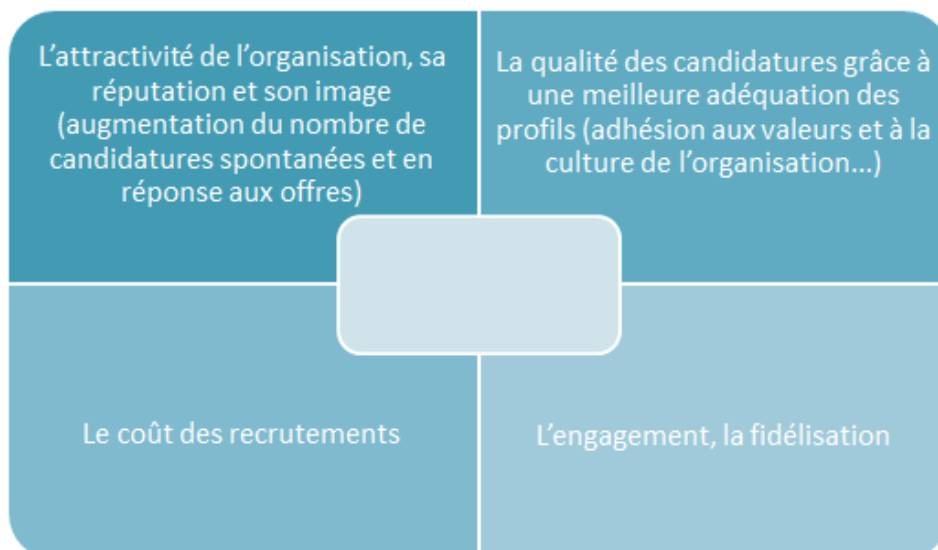 L’attractivité de l’organisation, sa
réputation et son image
(augmentation du nombre de
candidatures spontanées et en
réponse aux offres)
La qualité des candidatures grâce à
une meilleure adéquation des
profils (adhésion aux valeurs et à la
culture de l’organisation…)
Le coût des recrutements
L’engagement, la fidélisation